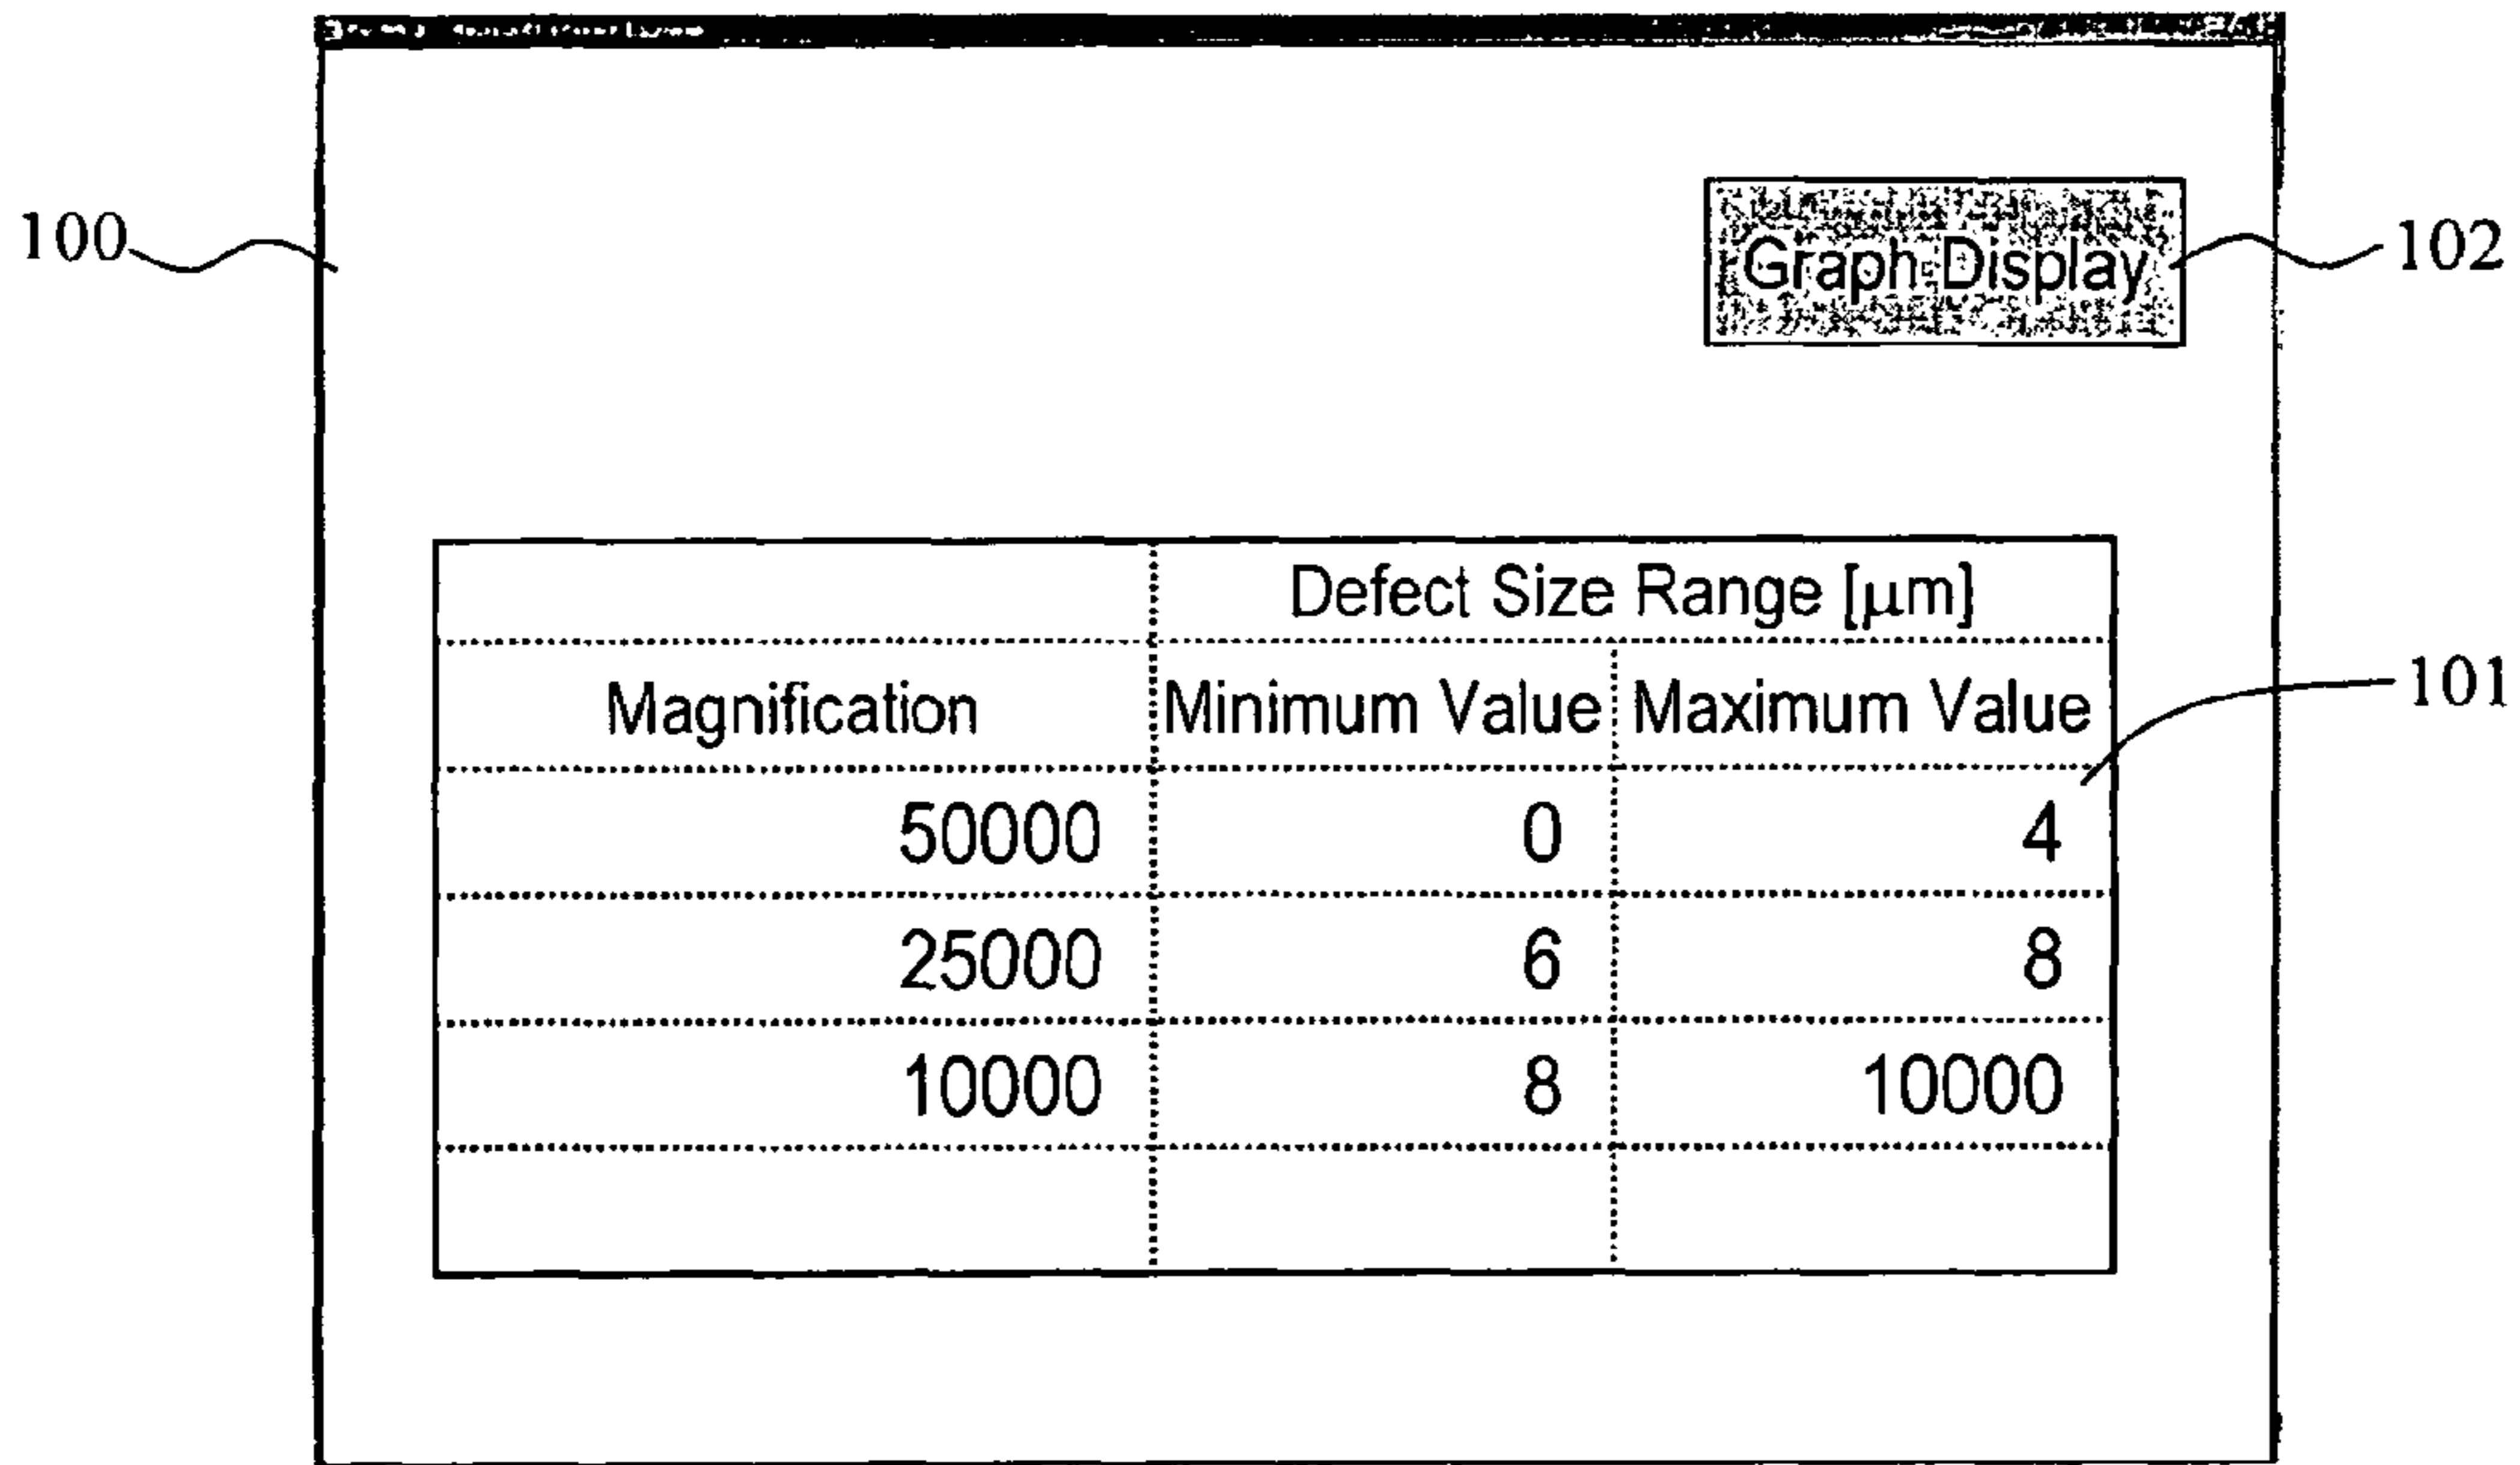 100
Graph Display
102
Defect Size Range [μm]
Magnification Minimum Value Maximum Value
101
50000 0 4
25000 6 8
10000 8 10000